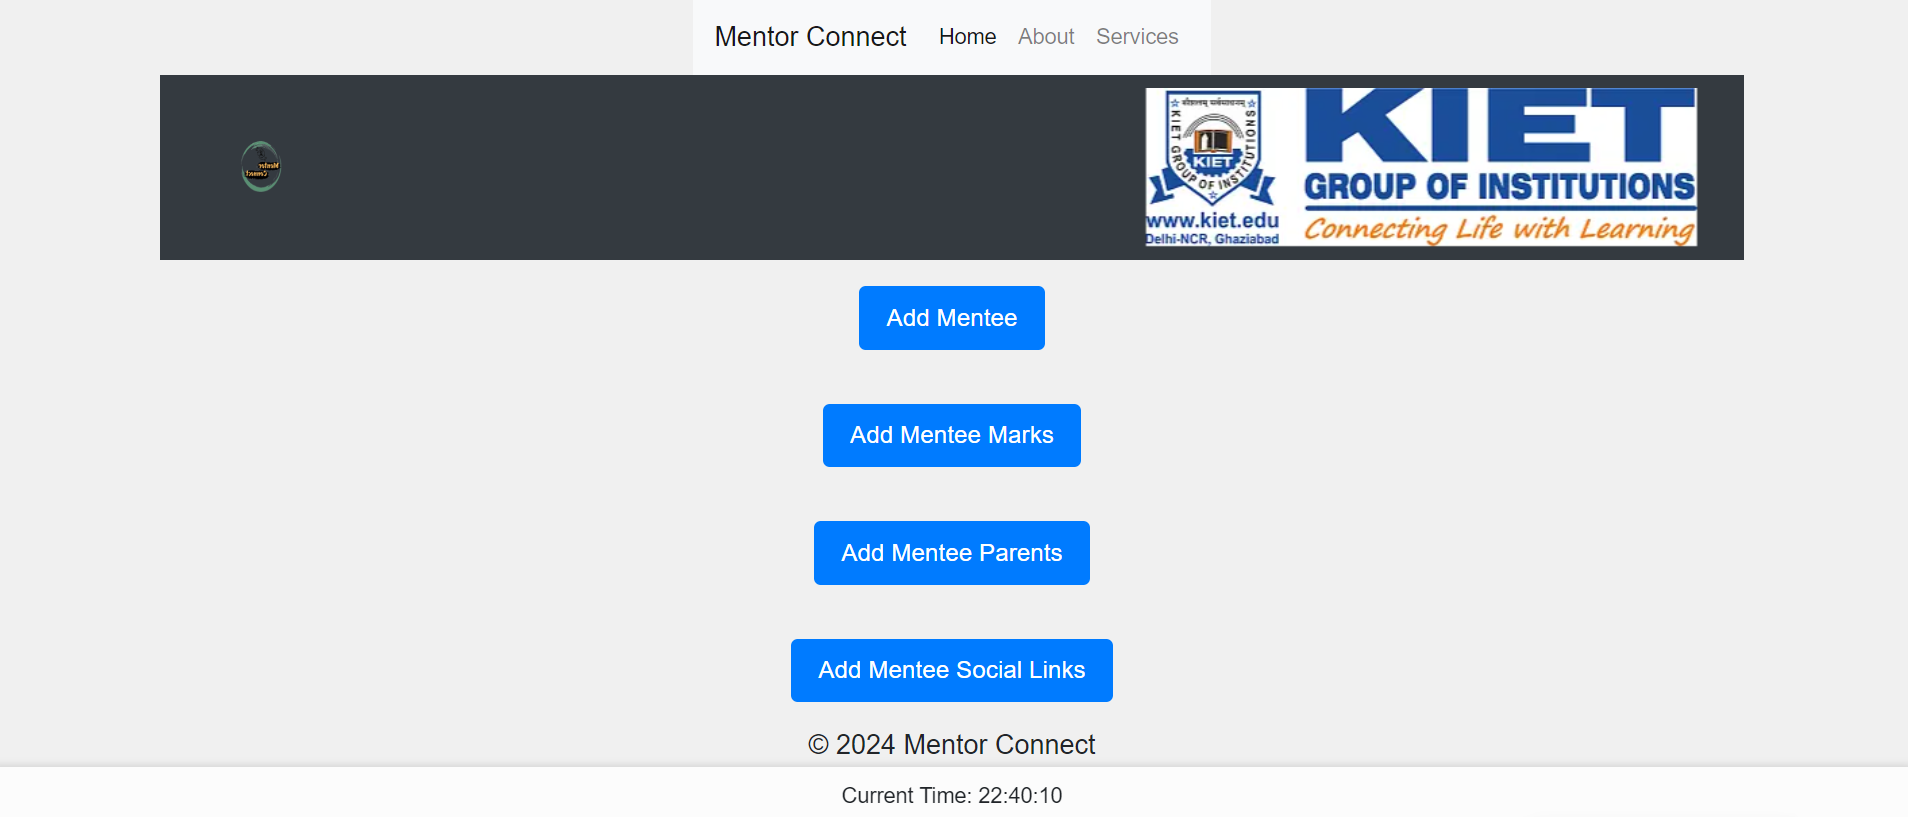 Mentor Connect Home About Services
KIET GROUP OF INSTITUTIONS
KIET
www.kiet.edu
Delhi-NCR, Ghaziabad
KIET
GROUP OF INSTITUTIONS
Connecting Life with Learning
Add Mentee
Add Mentee Marks
Add Mentee Parents
Add Mentee Social Links
© 2024 Mentor Connect
Current Time: 22:40:10